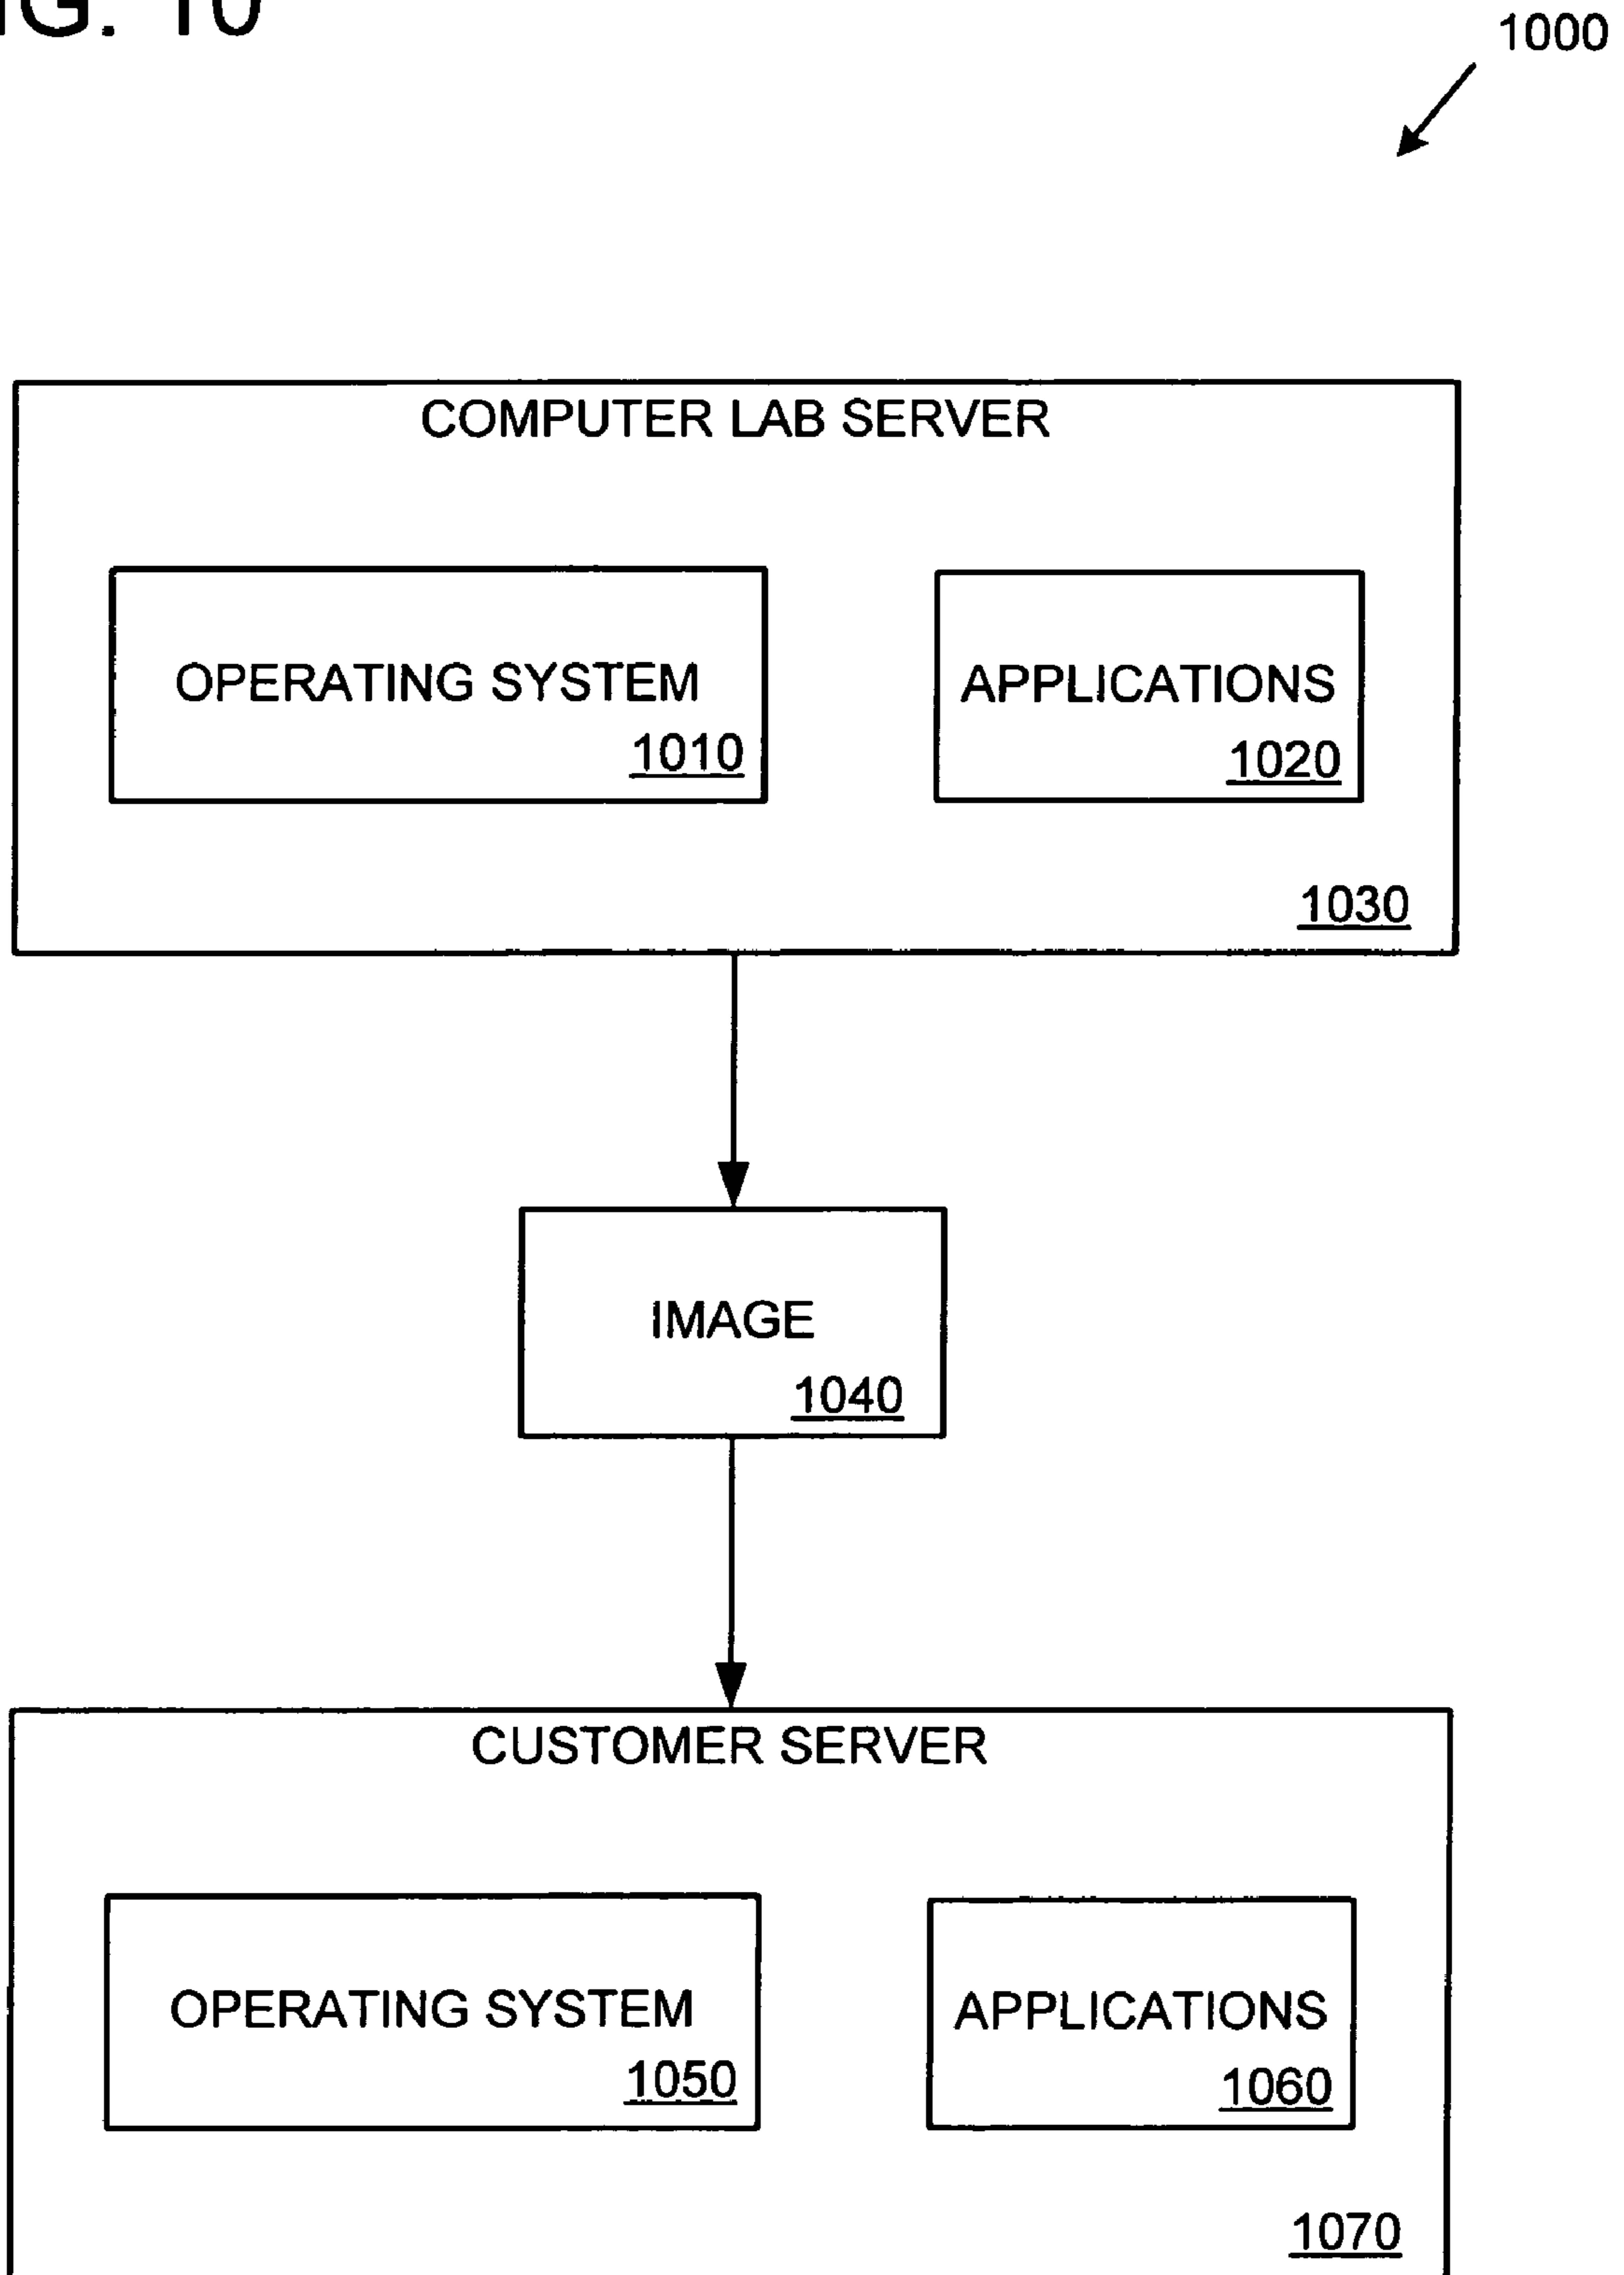 IG. 10
1000
COMPUTER LAB SERVER
OPERATING SYSTEM
1010
APPLICATIONS
1020
1030
IMAGE
1040
CUSTOMER SERVER
OPERATING SYSTEM
1050
APPLICATIONS
1060
1070